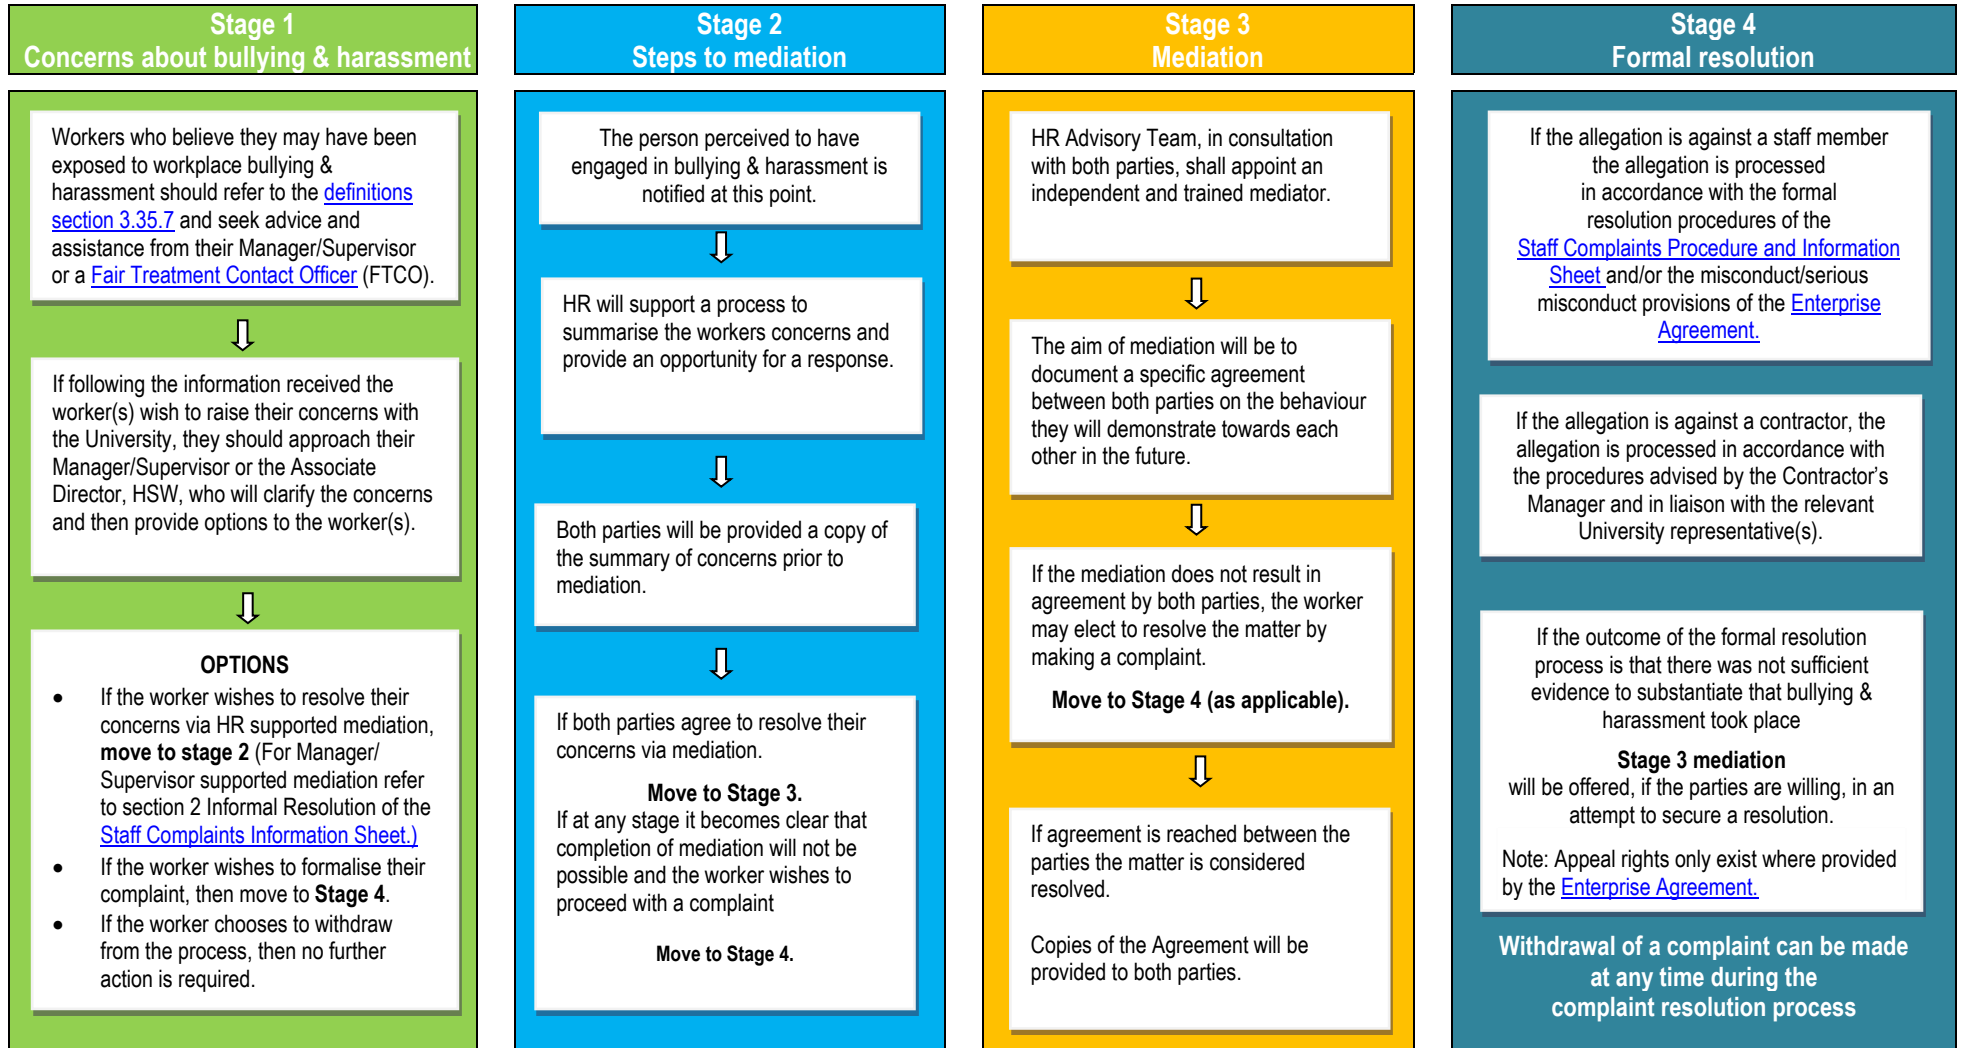 Stage 1
Concerns about bullying & harassment
Workers who believe they may have been
exposed to workplace bullying &
harassment should refer to the definitions
section 3.35.7 and seek advice and
assistance from their Manager/Supervisor
or a Fair Treatment Contact Officer (FTCO).
If following the information received the
worker(s) wish to raise their concerns with
the University, they should approach their
Manager/Supervisor or the Associate
Director, HSW, who will clarify the concerns
and then provide options to the worker(s).
OPTIONS
• If the worker wishes to resolve their
concerns via HR supported mediation,
move to stage 2 (For Manager/
Supervisor supported mediation refer
to section 2 Informal Resolution of the
Staff Complaints Information Sheet.)
• If the worker wishes to formalise their
complaint, then move to Stage 4.
• If the worker chooses to withdraw
from the process, then no further
action is required.
Stage 2
Steps to mediation
The person perceived to have
engaged in bullying & harassment is
notified at this point.
HR will support a process to
summarise the workers concerns and
provide an opportunity for a response.
Both parties will be provided a copy of
the summary of concerns prior to
mediation.
If both parties agree to resolve their
concerns via mediation.
Move to Stage 3.
If at any stage it becomes clear that
completion of mediation will not be
possible and the worker wishes to
proceed with a complaint
Move to Stage 4.
Stage 3
Mediation
HR Advisory Team, in consultation
with both parties, shall appoint an
independent and trained mediator.
The aim of mediation will be to
document a specific agreement
between both parties on the behaviour
they will demonstrate towards each
other in the future.
If the mediation does not result in
agreement by both parties, the worker
may elect to resolve the matter by
making a complaint.
Move to Stage 4 (as applicable).
If agreement is reached between the
parties the matter is considered
resolved.
Copies of the Agreement will be
provided to both parties.
Stage 4
Formal resolution
If the allegation is against a staff member
the allegation is processed
in accordance with the formal
resolution procedures of the
Staff Complaints Procedure and Information
Sheet and/or the misconduct/serious
misconduct provisions of the Enterprise
Agreement.
If the allegation is against a contractor, the
allegation is processed in accordance with
the procedures advised by the Contractor’s
Manager and in liaison with the relevant
University representative(s).
If the outcome of the formal resolution
process is that there was not sufficient
evidence to substantiate that bullying &
harassment took place
Stage 3 mediation
will be offered, if the parties are willing, in an
attempt to secure a resolution.
Note: Appeal rights only exist where provided
by the Enterprise Agreement.
Withdrawal of a complaint can be made
at any time during the
complaint resolution process